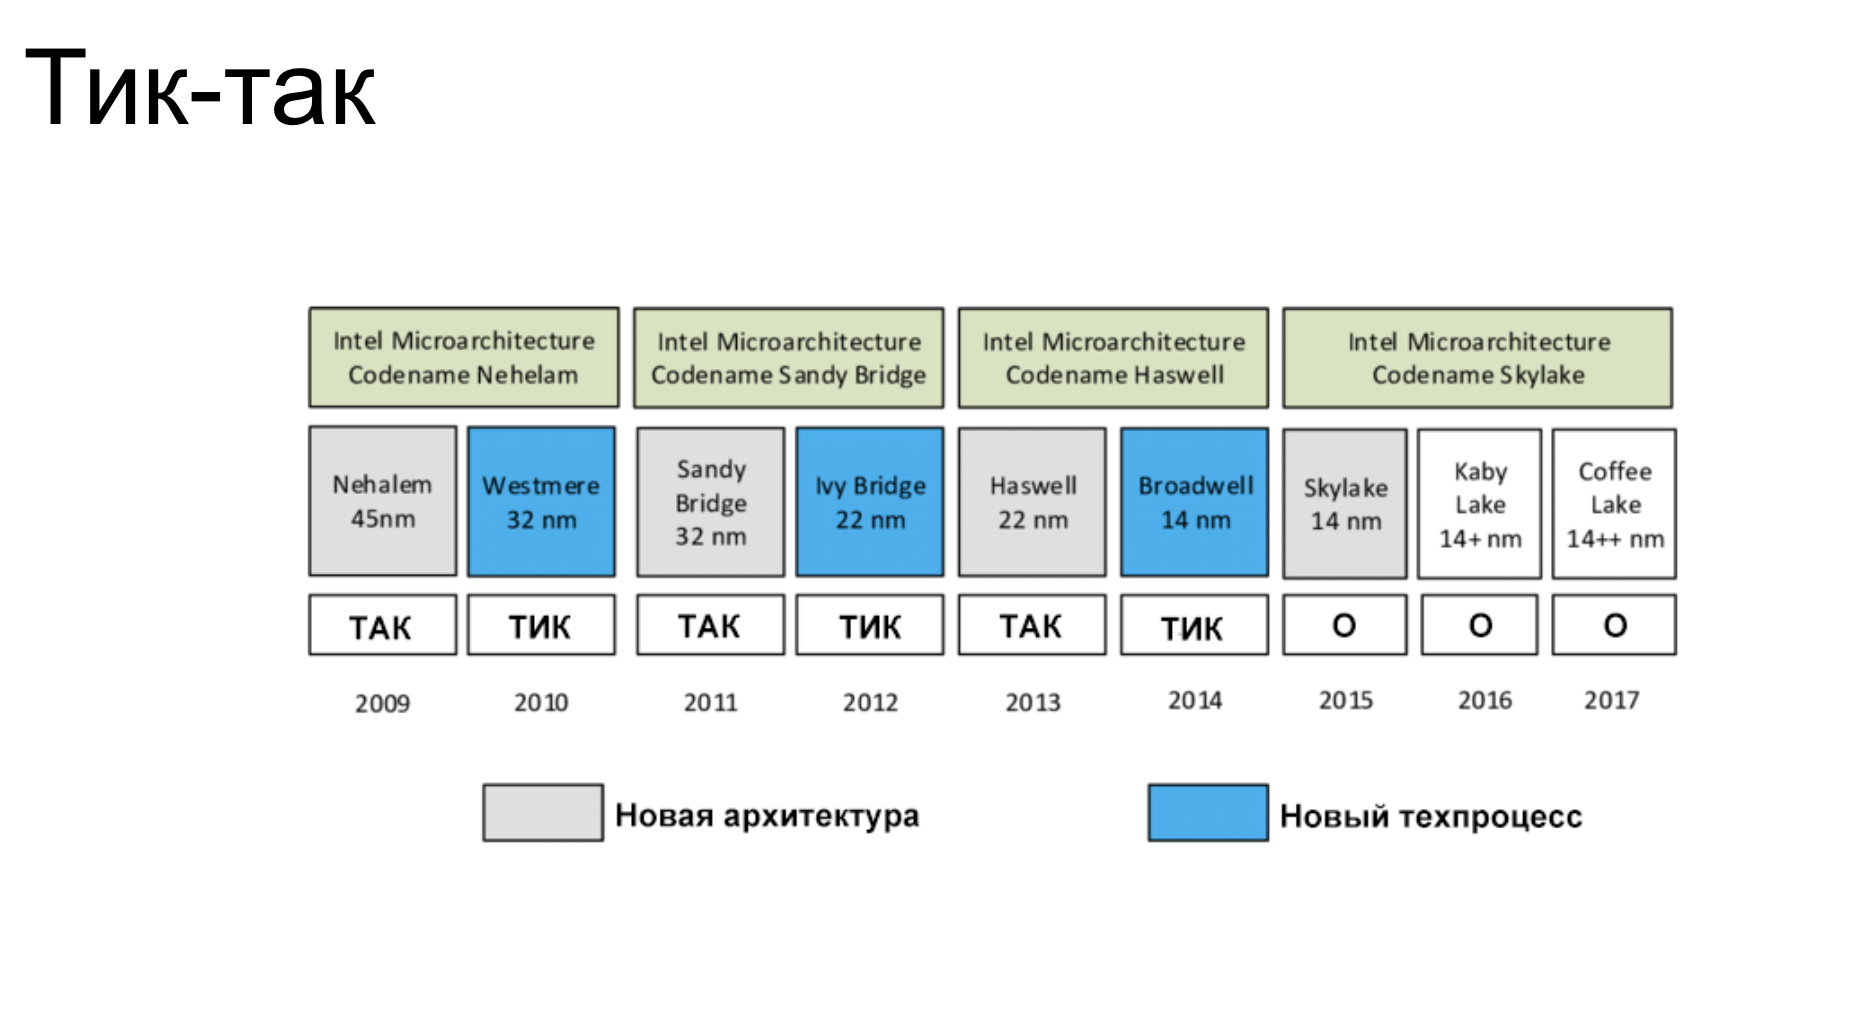 Тик-так
Intel Microarchitecture
Codename Nehelam
Intel Microarchitecture
Codename Sandy Bridge
Intel Microarchitecture
Codename Haswell
Intel Microarchitecture
Codename Skylake
Nehalem
45nm
Westmere
32 nm
Sandy
Bridge
32 nm
Ivy Bridge
22 nm
Haswell
22 nm
Broadwell
14 nm
Skylake
14 nm
Kaby
Lake
14+ nm
Coffee
Lake
14++ nm
ТАК
ТИК
ТАК
ТИК
ТАК
ТИК
О
О
О
2009
2010
2011
2012
2013
2014
2015
2016
2017
Новая архитектура
Новый техпроцесс